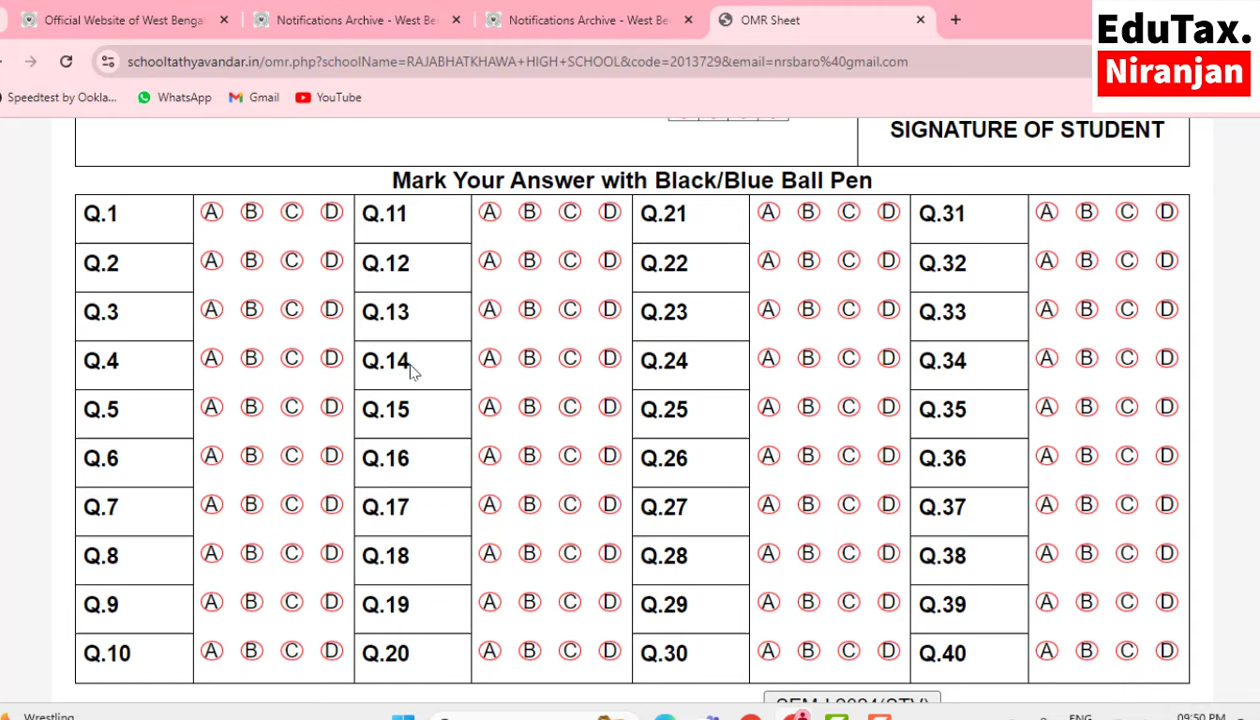 Official Website of West Benga
Notifications Archive - West Be
Notifications Archive - West Be
OMR Sheet
EduTax.
Niranjan
schooltathyavandar.in/omr.php?schoolName=RAJABHATKHAWA+HIGH+SCHOOL&code=2013729&email=nrsbaro%40gmail.com
Speedtest by Ookla...
WhatsApp
Gmail
YouTube
SIGNATURE OF STUDENT
Mark Your Answer with Black/Blue Ball Pen
Q.1 A B C D Q.11 A B C D Q.21 A B C D Q.31 A B C D
Q.2 A B C D Q.12 A B C D Q.22 A B C D Q.32 A B C D
Q.3 A B C D Q.13 A B C D Q.23 A B C D Q.33 A B C D
Q.4 A B C D Q.14 A B C D Q.24 A B C D Q.34 A B C D
Q.5 A B C D Q.15 A B C D Q.25 A B C D Q.35 A B C D
Q.6 A B C D Q.16 A B C D Q.26 A B C D Q.36 A B C D
Q.7 A B C D Q.17 A B C D Q.27 A B C D Q.37 A B C D
Q.8 A B C D Q.18 A B C D Q.28 A B C D Q.38 A B C D
Q.9 A B C D Q.19 A B C D Q.29 A B C D Q.39 A B C D
Q.10 A B C D Q.20 A B C D Q.30 A B C D Q.40 A B C D
Wrestling
ENG
09:50 PM